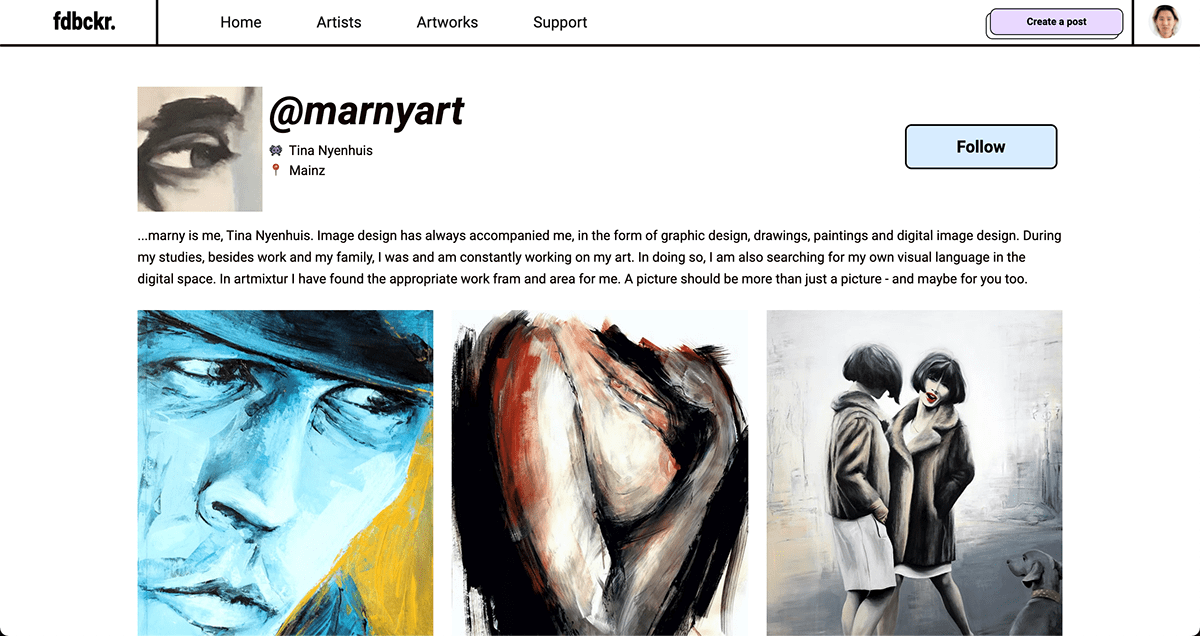 fdbckr.
Home
Artists
Artworks
Support
Create a post
@marnyart
Tina Nyenhuis
Mainz
Follow
...marny is me, Tina Nyenhuis. Image design has always accompanied me, in the form of graphic design, drawings, paintings and digital image design. During
my studies, besides work and my family, I was and am constantly working on my art. In doing so, I am also searching for my own visual language in the
digital space. In artmixtur I have found the appropriate work fram and area for me. A picture should be more than just a picture - and maybe for you too.